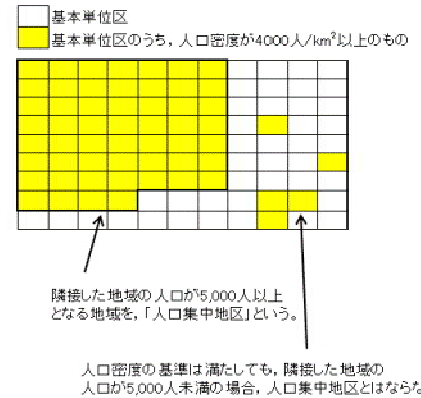 基本単位区
基本単位区のうち，人口密度が4000人/km²以上のもの
隣接した地域の人口が5,000人以上
となる地域を，「人口集中地区」という。
人口密度の基準は満たしても，隣接した地域の
人口が5,000人未満の場合，人口集中地区とはならな